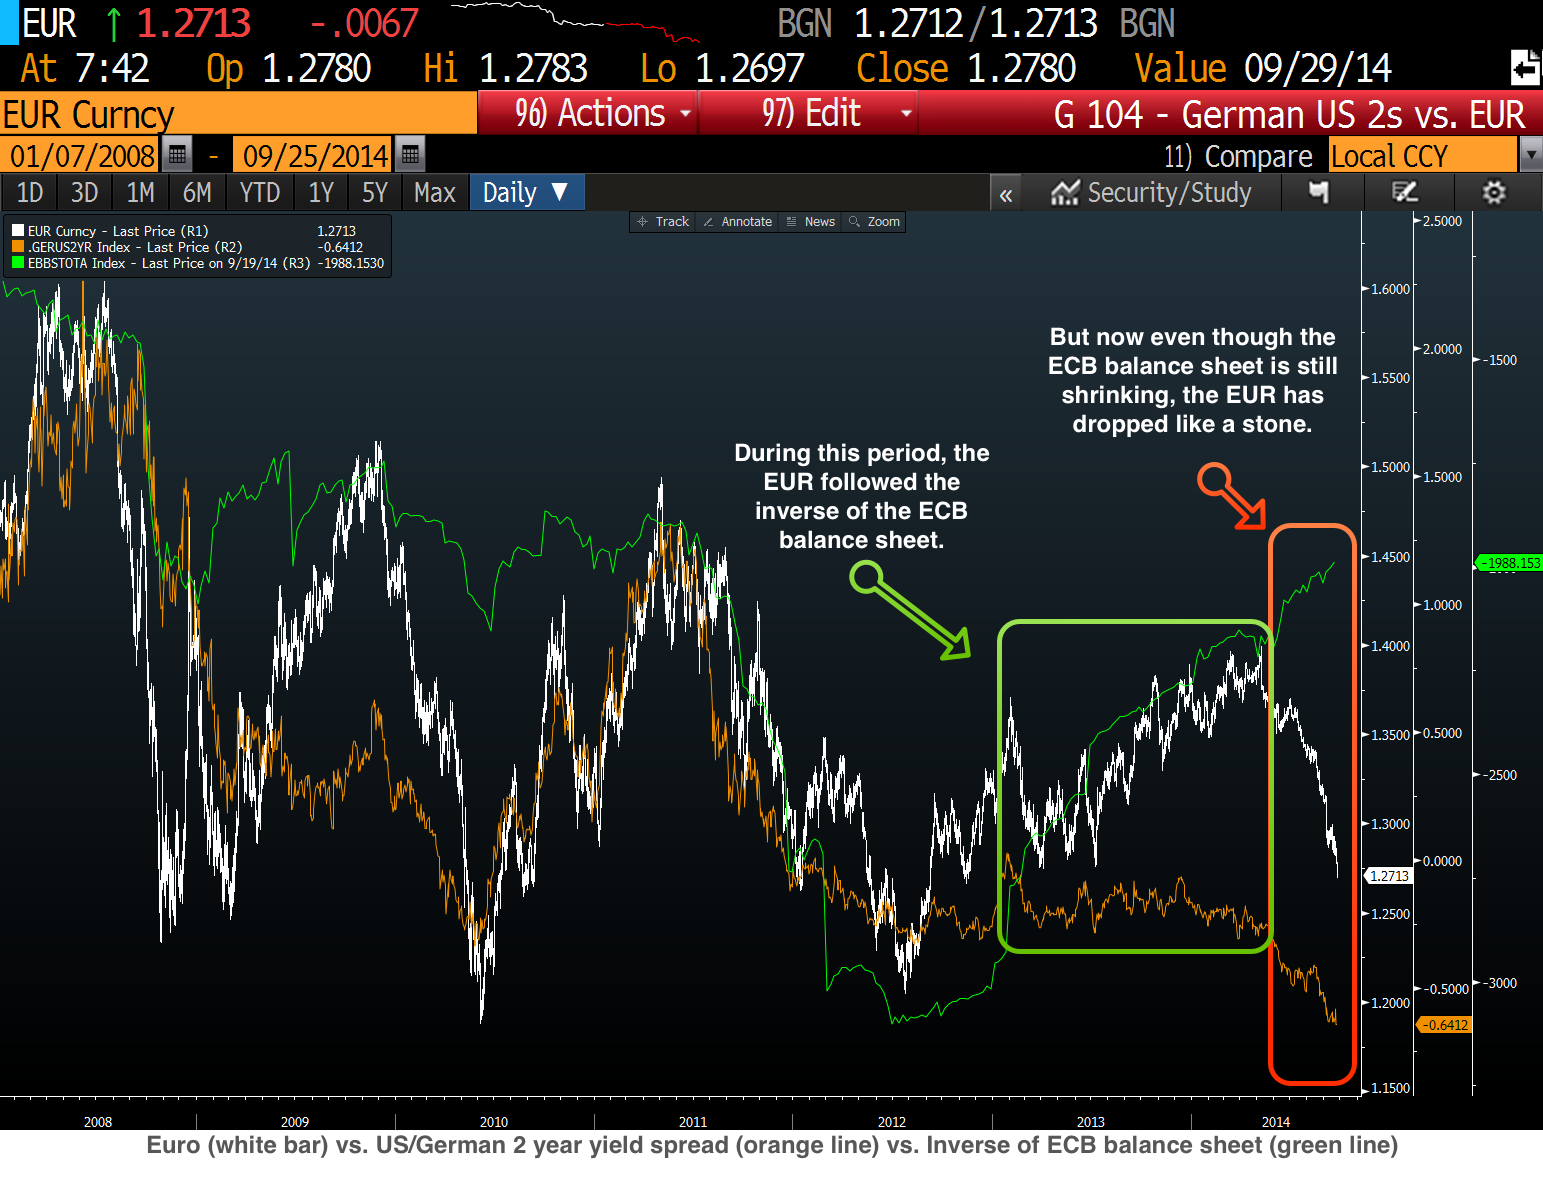 EUR ↑ 1.2713 -.0067 BGN 1.2712/1.2713 BGN
At 7:42 Op 1.2780 Hi 1.2783 Lo 1.2697 Close 1.2780 Value 09/29/14
EUR Curncy 96) Actions 97) Edit G 104 - German US 2s vs. EUR
01/07/2008 - 09/25/2014 11) Compare Local CCY
1D 3D 1M 6M YTD 1Y 5Y Max Daily ▼ « Security/Study
Track Annotate News Zoom
EUR Curncy - Last Price (R1) 1.2713
.GERUS2YR Index - Last Price (R2) -0.6412
EBBSTOTA Index - Last Price on 9/19/14 (R3) -1988.1530
But now even though the
ECB balance sheet is still
shrinking, the EUR has
dropped like a stone.
During this period, the
EUR followed the
inverse of the ECB
balance sheet.
1.6000
1.5500
1.5000
1.4500
1.4000
1.3500
1.3000
1.2713
1.2500
1.2000
1.1500
2.5000
2.0000
1.5000
1.0000
0.5000
0.0000
-0.5000
-0.6412
-1500
-1988.153
-2500
-3000
2008 2009 2010 2011 2012 2013 2014
Euro (white bar) vs. US/German 2 year yield spread (orange line) vs. Inverse of ECB balance sheet (green line)